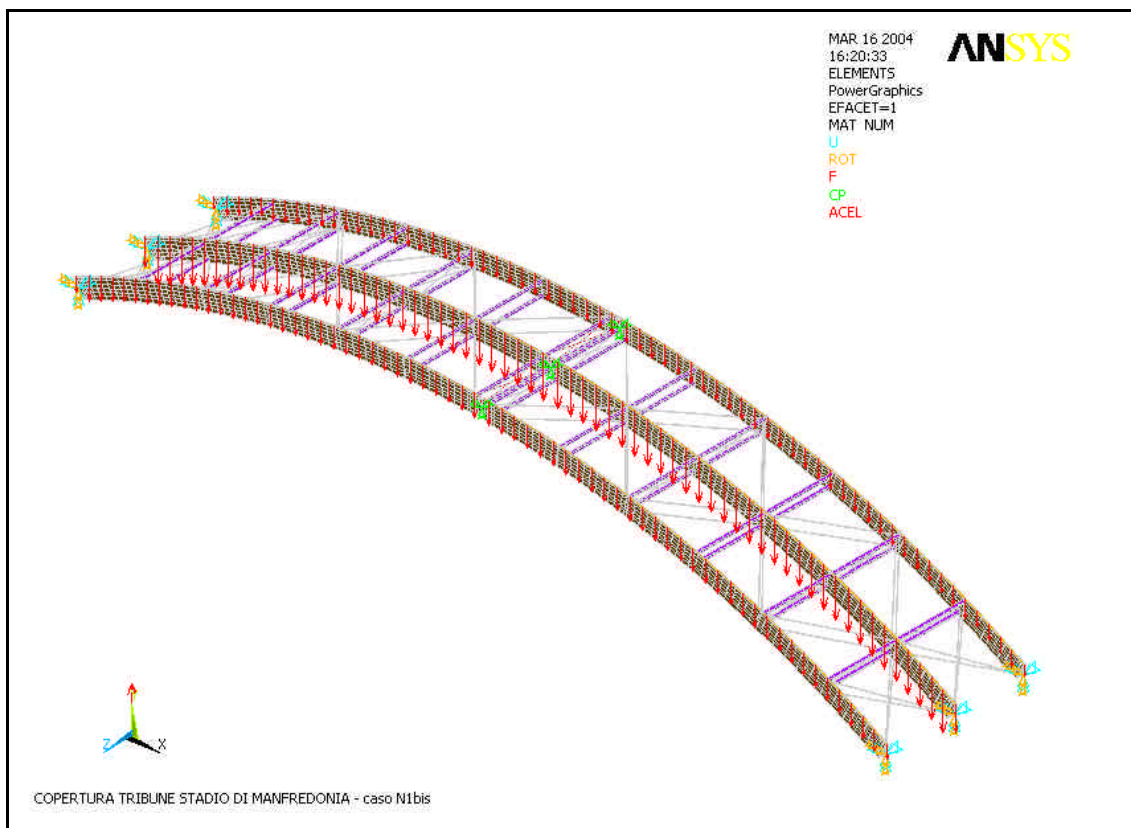 MAR 16 2004
16:20:33
ELEMENTS
PowerGraphics
EFACET=1
MAT NUM
U
ROT
F
CP
ACEL
ANSYS
Z
X
COPERTURA TRIBUNE STADIO DI MANFREDONIA - caso N1bis